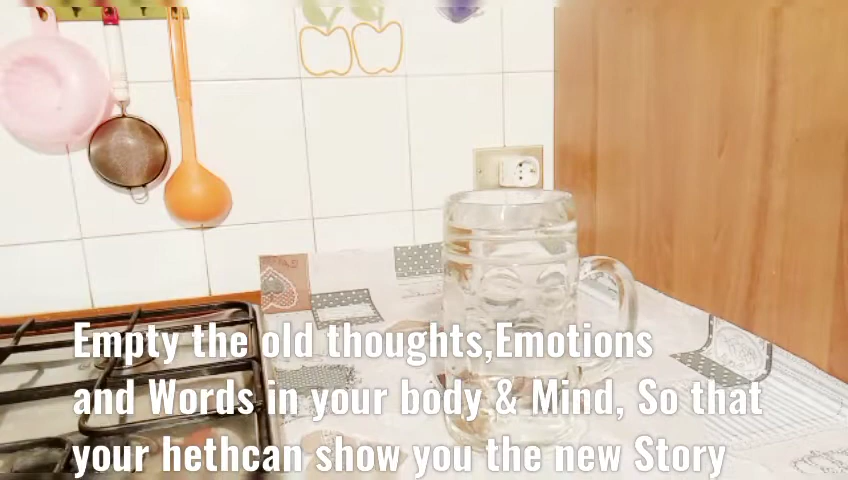 Empty the old thoughts,Emotions
and Words in your body & Mind, So that
your hethcan show you the new Story